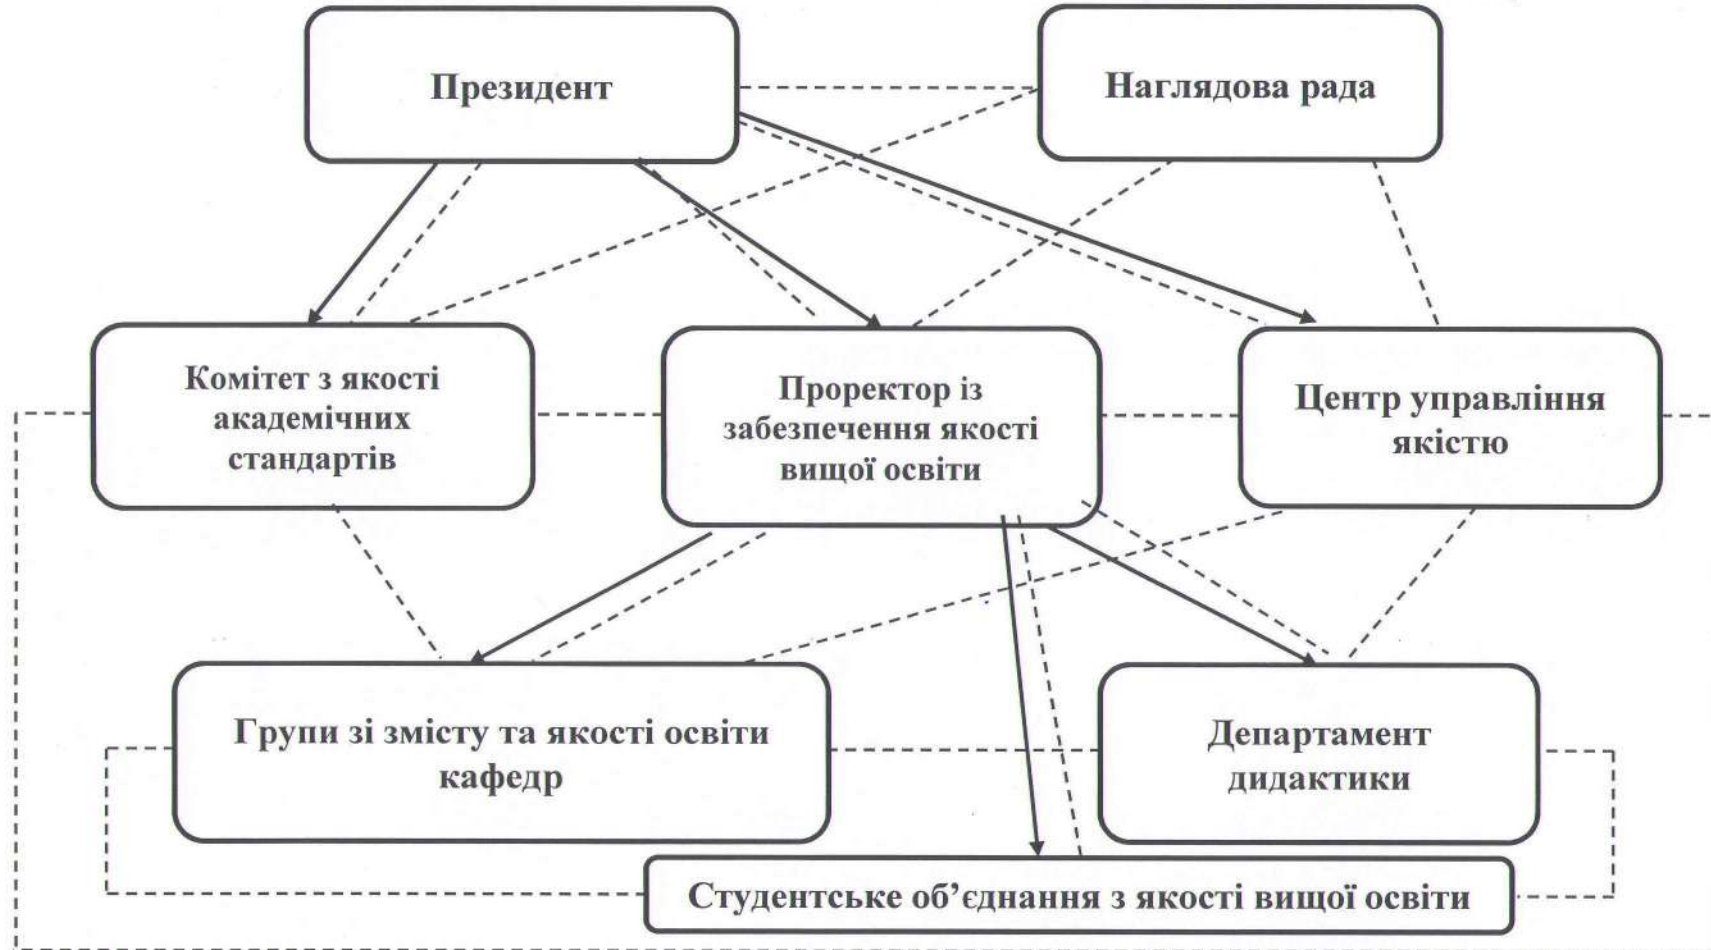 Президент
Наглядова рада
Комітет з якості
академічних
стандартів
Проректор із
забезпечення якості
вищої освіти
Центр управління
якістю
Групи зі змісту та якості освіти
кафедр
Департамент
дидактики
Студентське об’єднання з якості вищої освіти